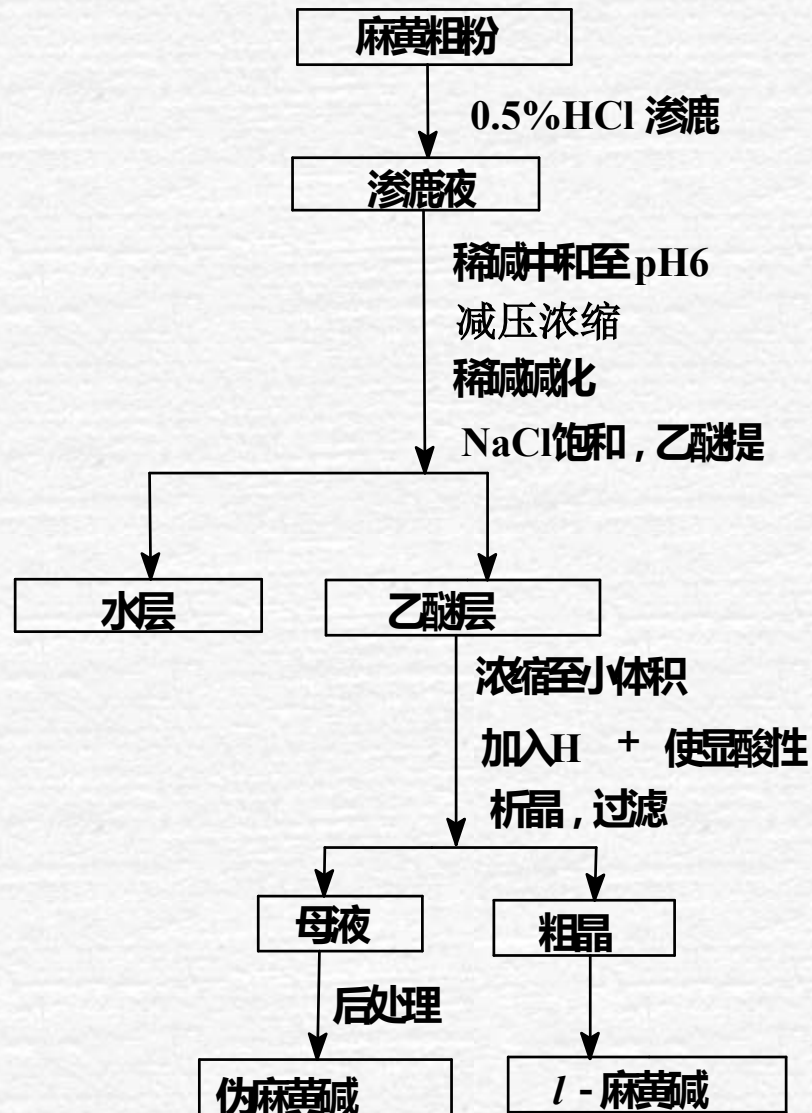 麻黄粗粉
0.5%HCl 渗漉
渗漉液
稀碱中和至pH6
减压浓缩
稀碱碱化
NaCl饱和,乙醚提
水层
乙醚层
浓缩至小体积
加入H + 使显酸性
析晶,过滤
母液
粗晶
后处理
伪麻黄碱
l - 麻黄碱